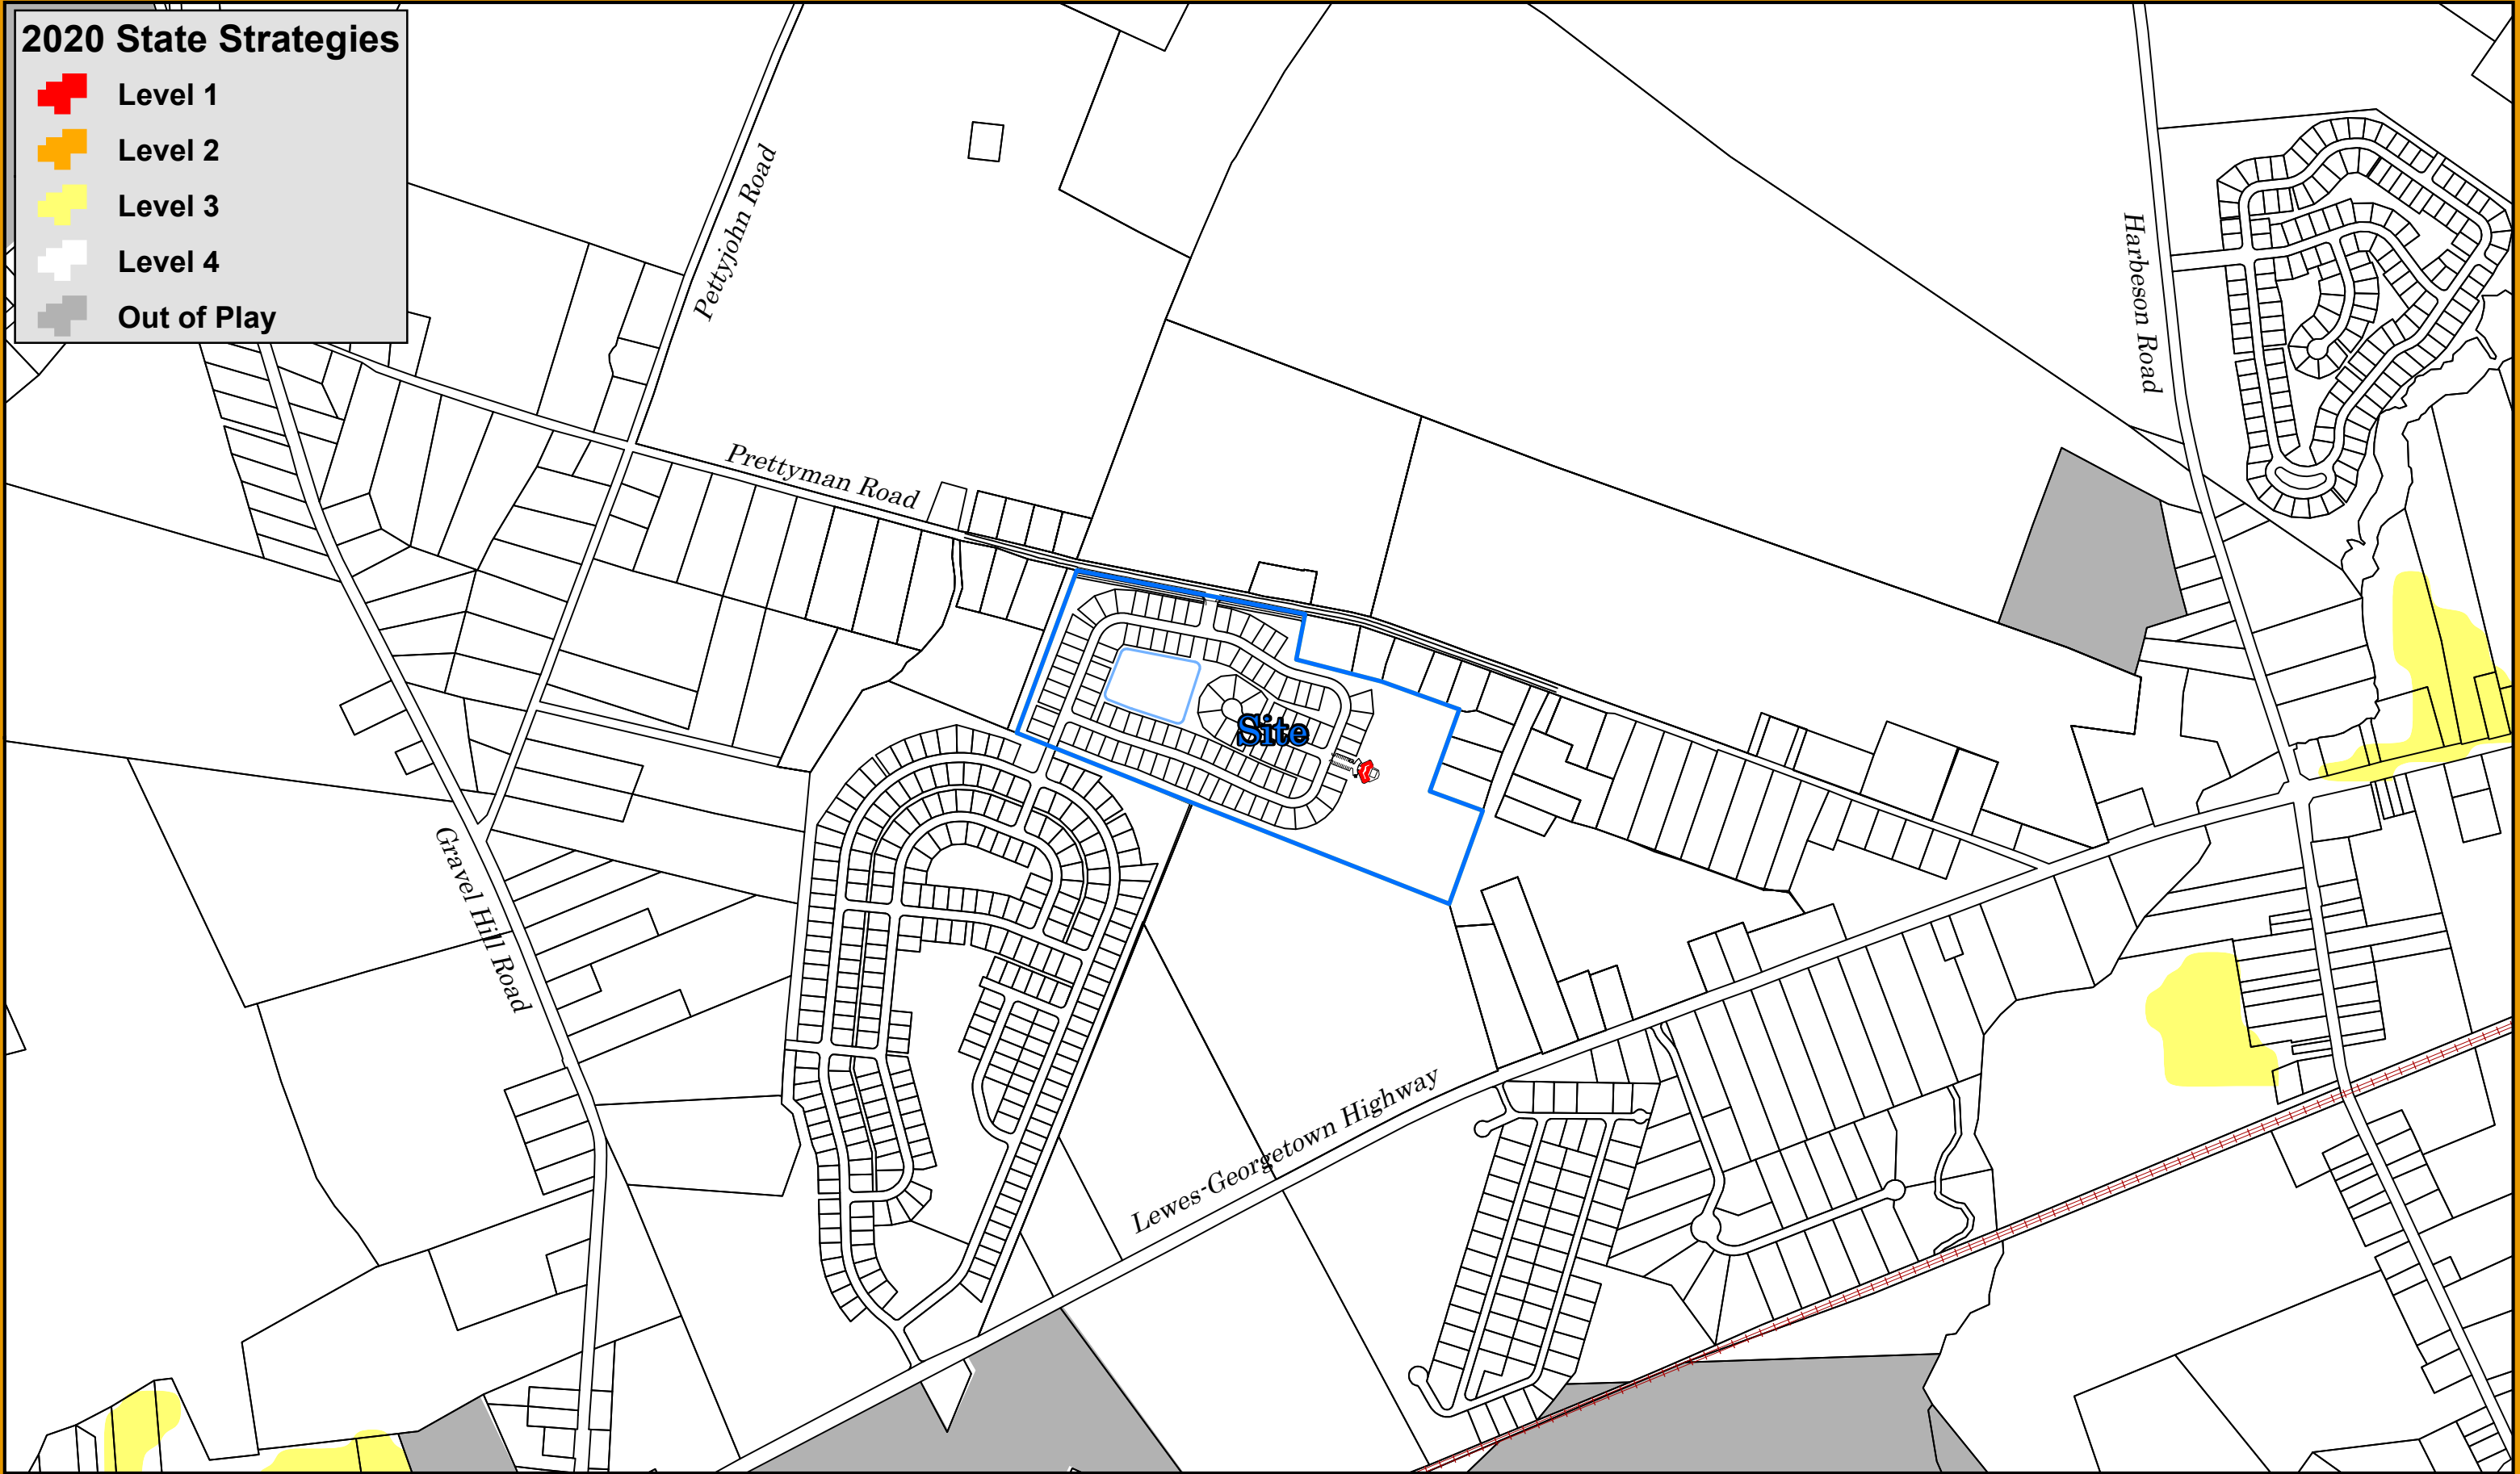 2020 State Strategies
Level 1
Level 2
Level 3
Level 4
Out of Play
Pettyjohn Road
Harbeson Road
Prettyman Road
Site
Gravel Hill Road
Lewes-Georgetown Highway